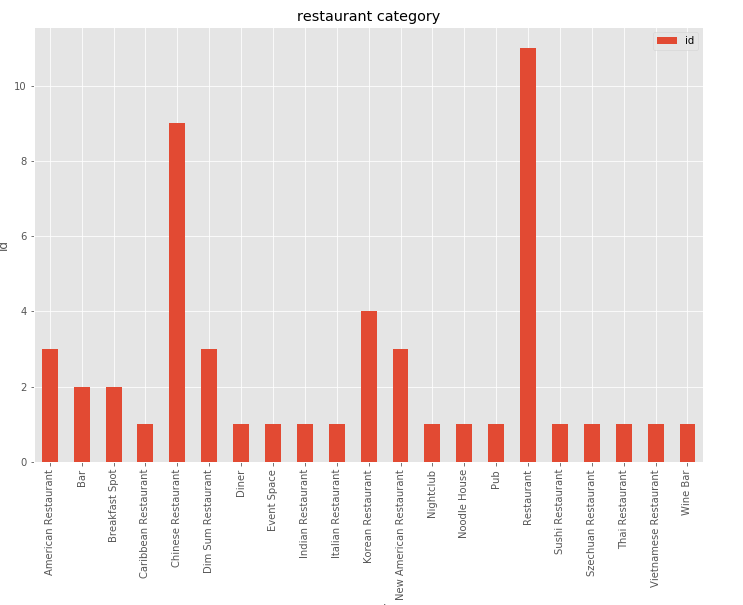 restaurant category
id
id
10
8
6
4
2
0
American Restaurant
Bar
Breakfast Spot
Caribbean Restaurant
Chinese Restaurant
Dim Sum Restaurant
Diner
Event Space
Indian Restaurant
Italian Restaurant
Korean Restaurant
New American Restaurant
Nightclub
Noodle House
Pub
Restaurant
Sushi Restaurant
Szechuan Restaurant
Thai Restaurant
Vietnamese Restaurant
Wine Bar